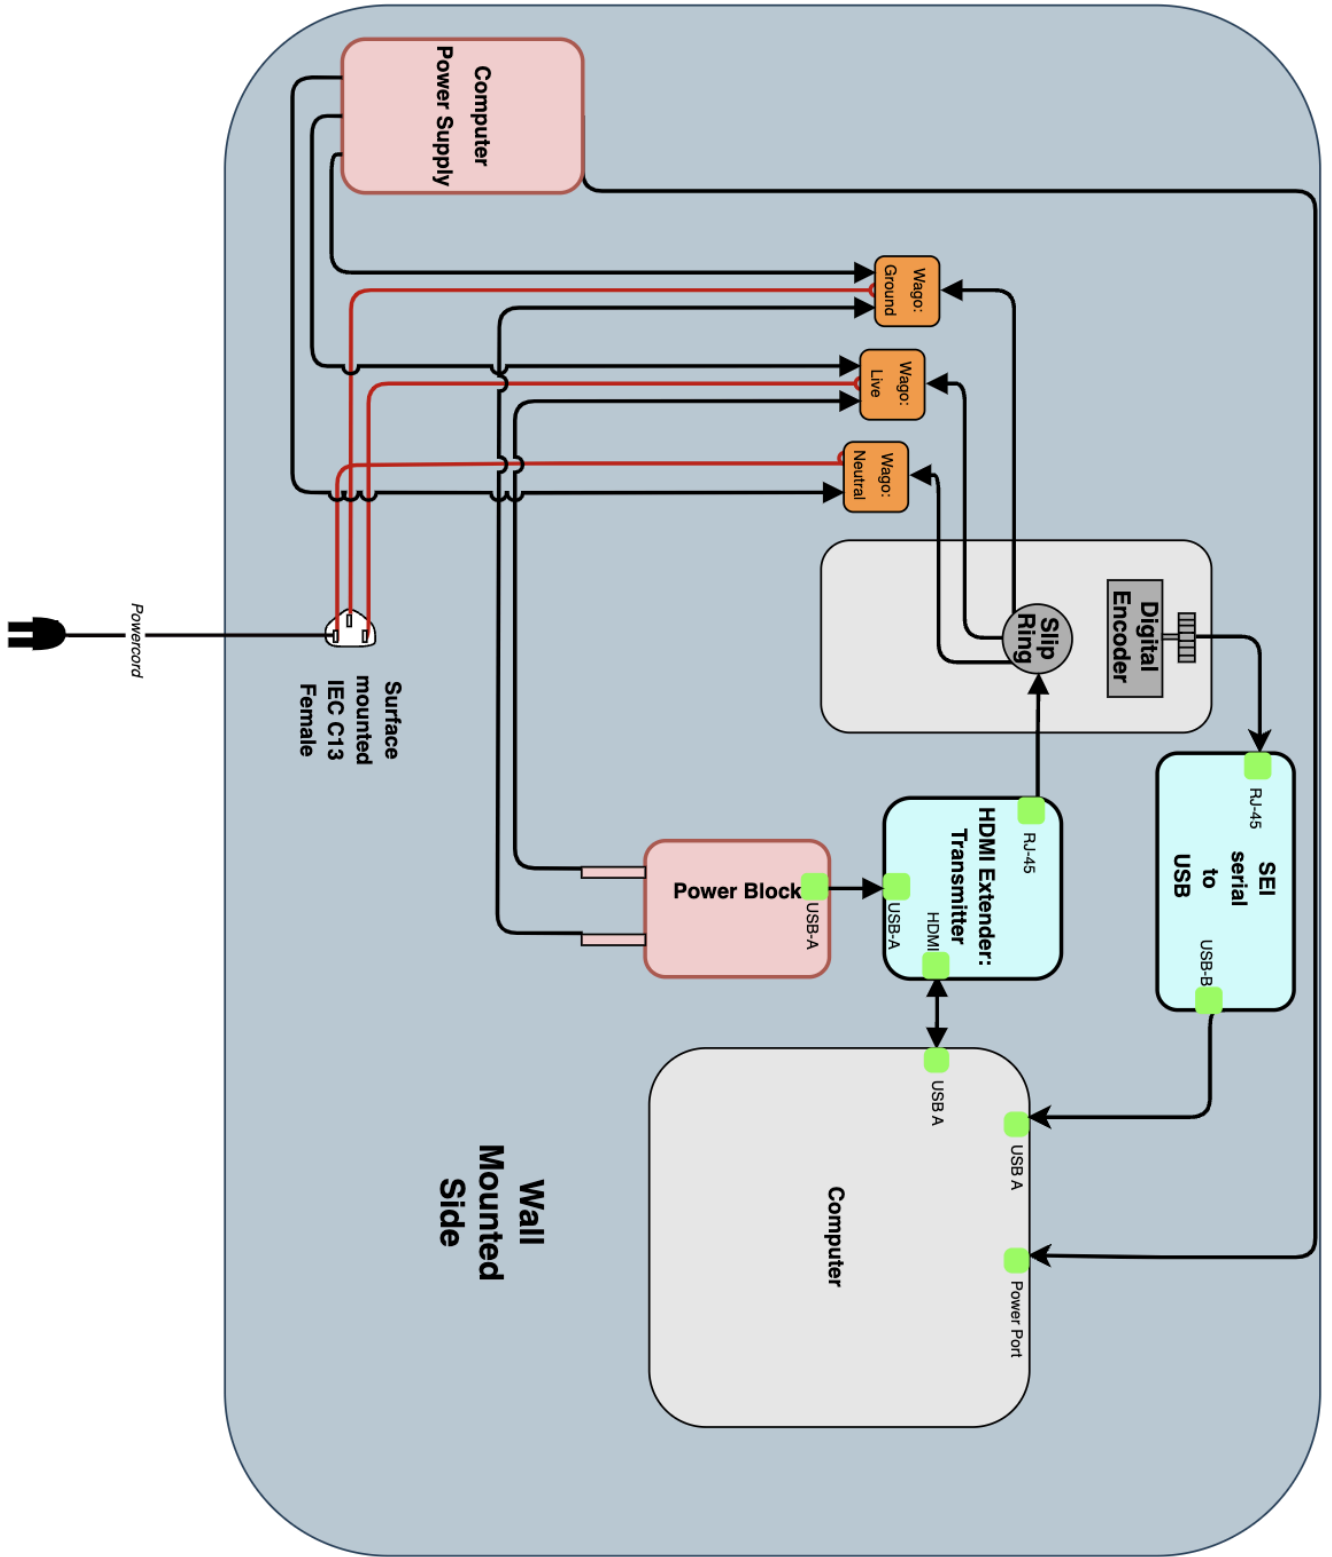 Computer
Power Supply
Wago:
Ground
Wago:
Live
Wago:
Neutral
Digital
Encoder
Slip
Ring
Powercord
Surface
mounted
IEC C13
Female
RJ-45
SEI
serial
to
USB
USB-B
RJ-45
HDMI Extender:
Transmitter
USB-A
HDMI
Power Block
USB-A
USB A
USB A
Power Port
Computer
Wall
Mounted
Side